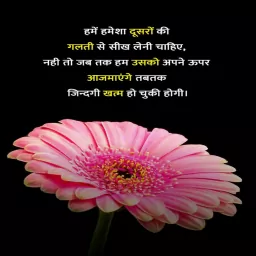 हमें हमेशा दूसरों की
गलती से सीख लेनी चाहिए,
नही तो जब तक हम उसको अपने ऊपर
आजमाएंगे तबतक
जिन्दगी खत्म हो चुकी होगी।